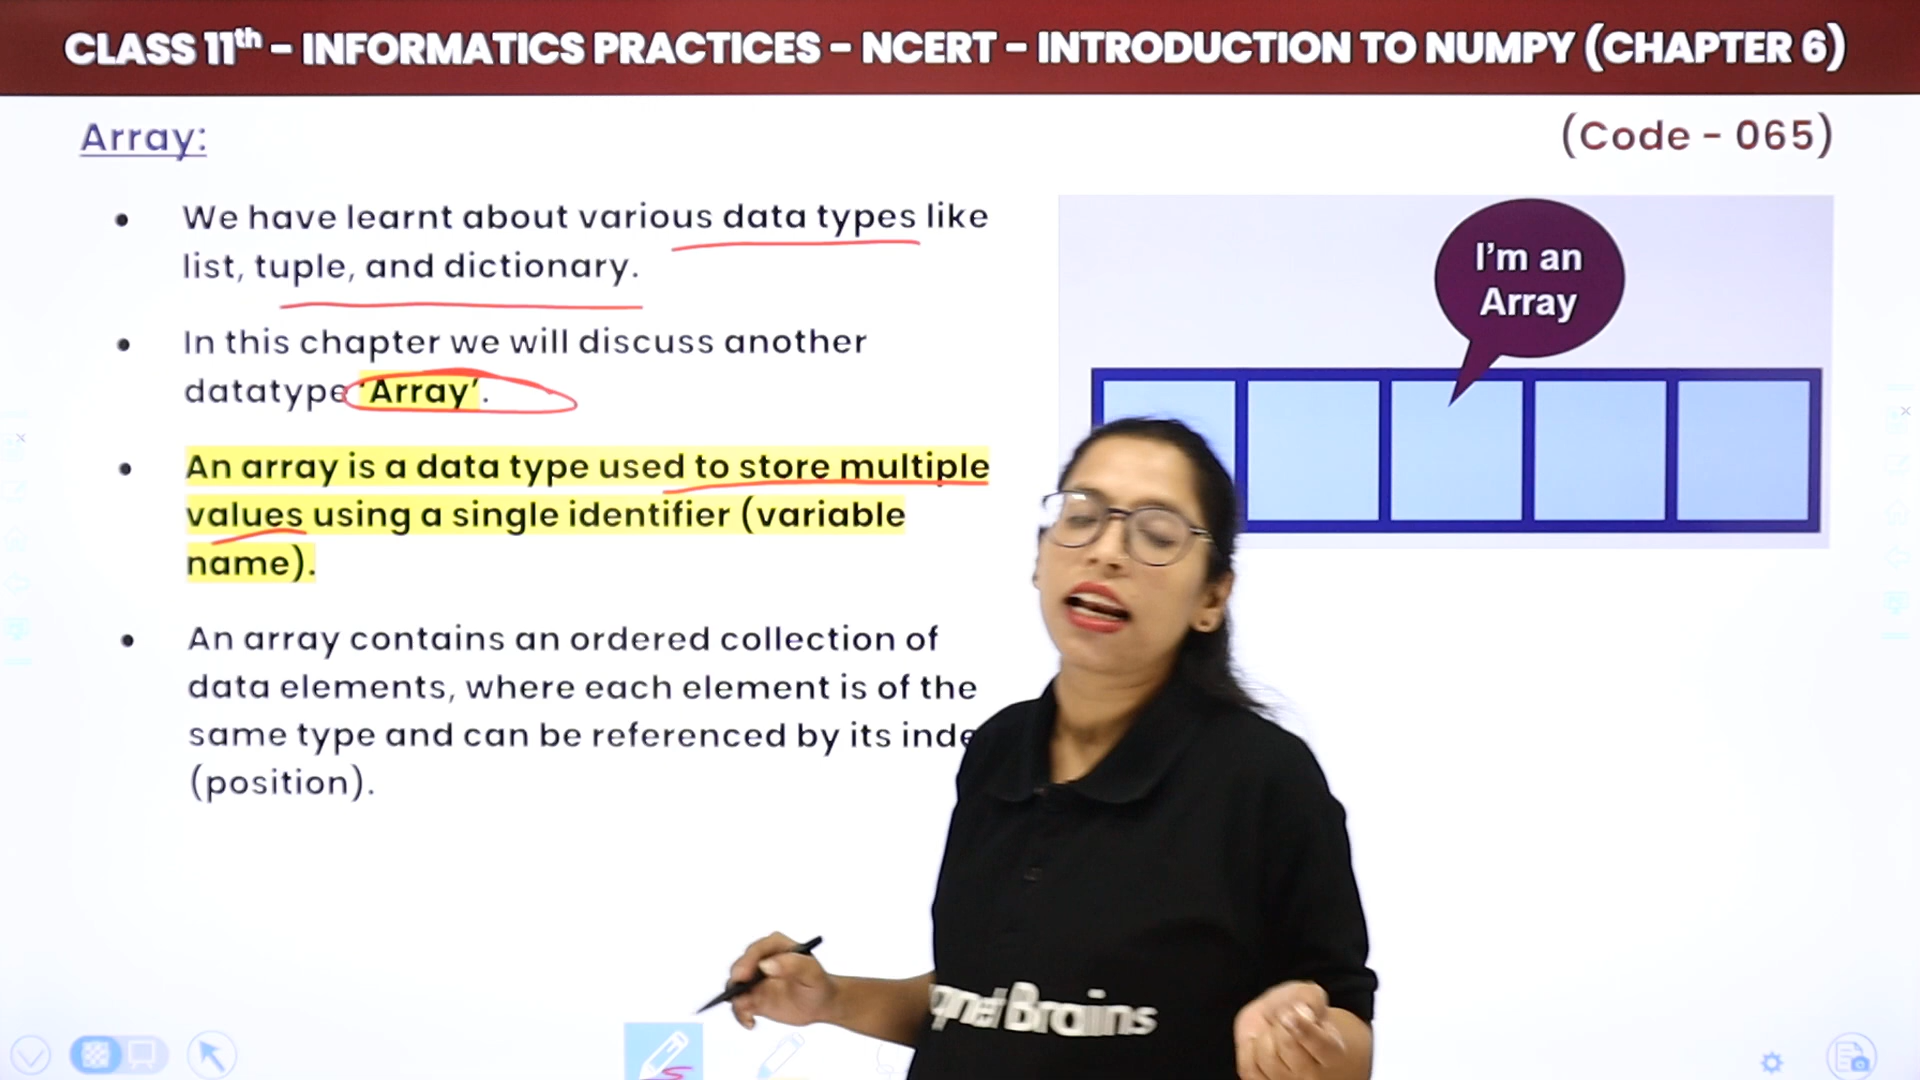 CLASS 11th – INFORMATICS PRACTICES – NCERT – INTRODUCTION TO NUMPY (CHAPTER 6)
Array:
(Code - 065)
• We have learnt about various data types like
list, tuple, and dictionary.
• In this chapter we will discuss another
datatype 'Array'.
• An array is a data type used to store multiple
values using a single identifier (variable
name).
• An array contains an ordered collection of
data elements, where each element is of the
same type and can be referenced by its inde
(position).
I'm an
Array
Brains